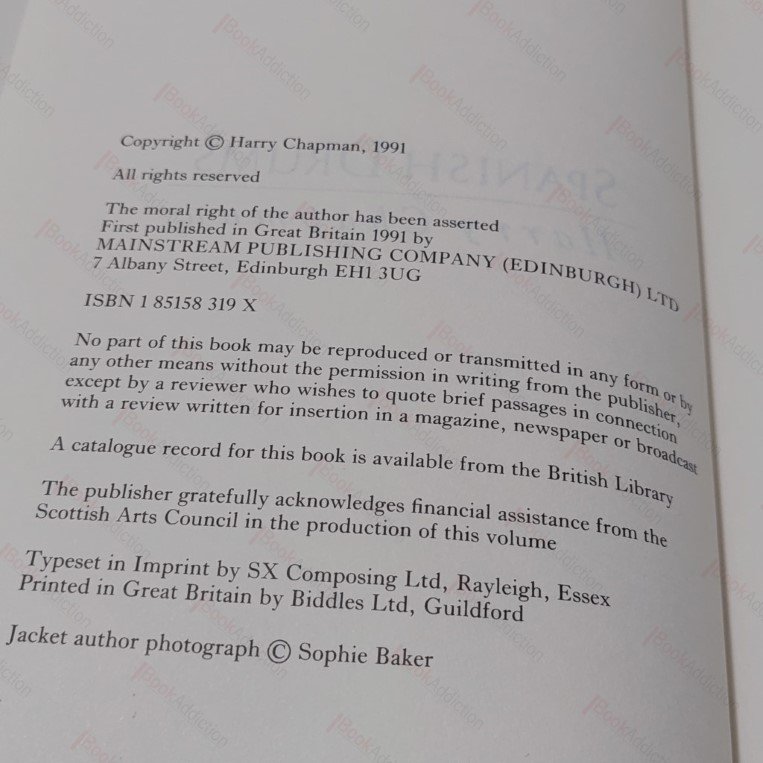 Copyright © Harry Chapman, 1991
All rights reserved
The moral right of the author has been asserted
First published in Great Britain 1991 by
MAINSTREAM PUBLISHING COMPANY (EDINBURGH) LTD
7 Albany Street, Edinburgh EH1 3UG
ISBN 1 85158 319 X
No part of this book may be reproduced or transmitted in any form or by
any other means without the permission in writing from the publisher,
except by a reviewer who wishes to quote brief passages in connection
with a review written for insertion in a magazine, newspaper or broadcast
A catalogue record for this book is available from the British Library
The publisher gratefully acknowledges financial assistance from the
Scottish Arts Council in the production of this volume
Typeset in Imprint by SX Composing Ltd, Rayleigh, Essex
Printed in Great Britain by Biddles Ltd, Guildford
Jacket author photograph © Sophie Baker
SPANISH DRUMS
Harry
BookAddiction